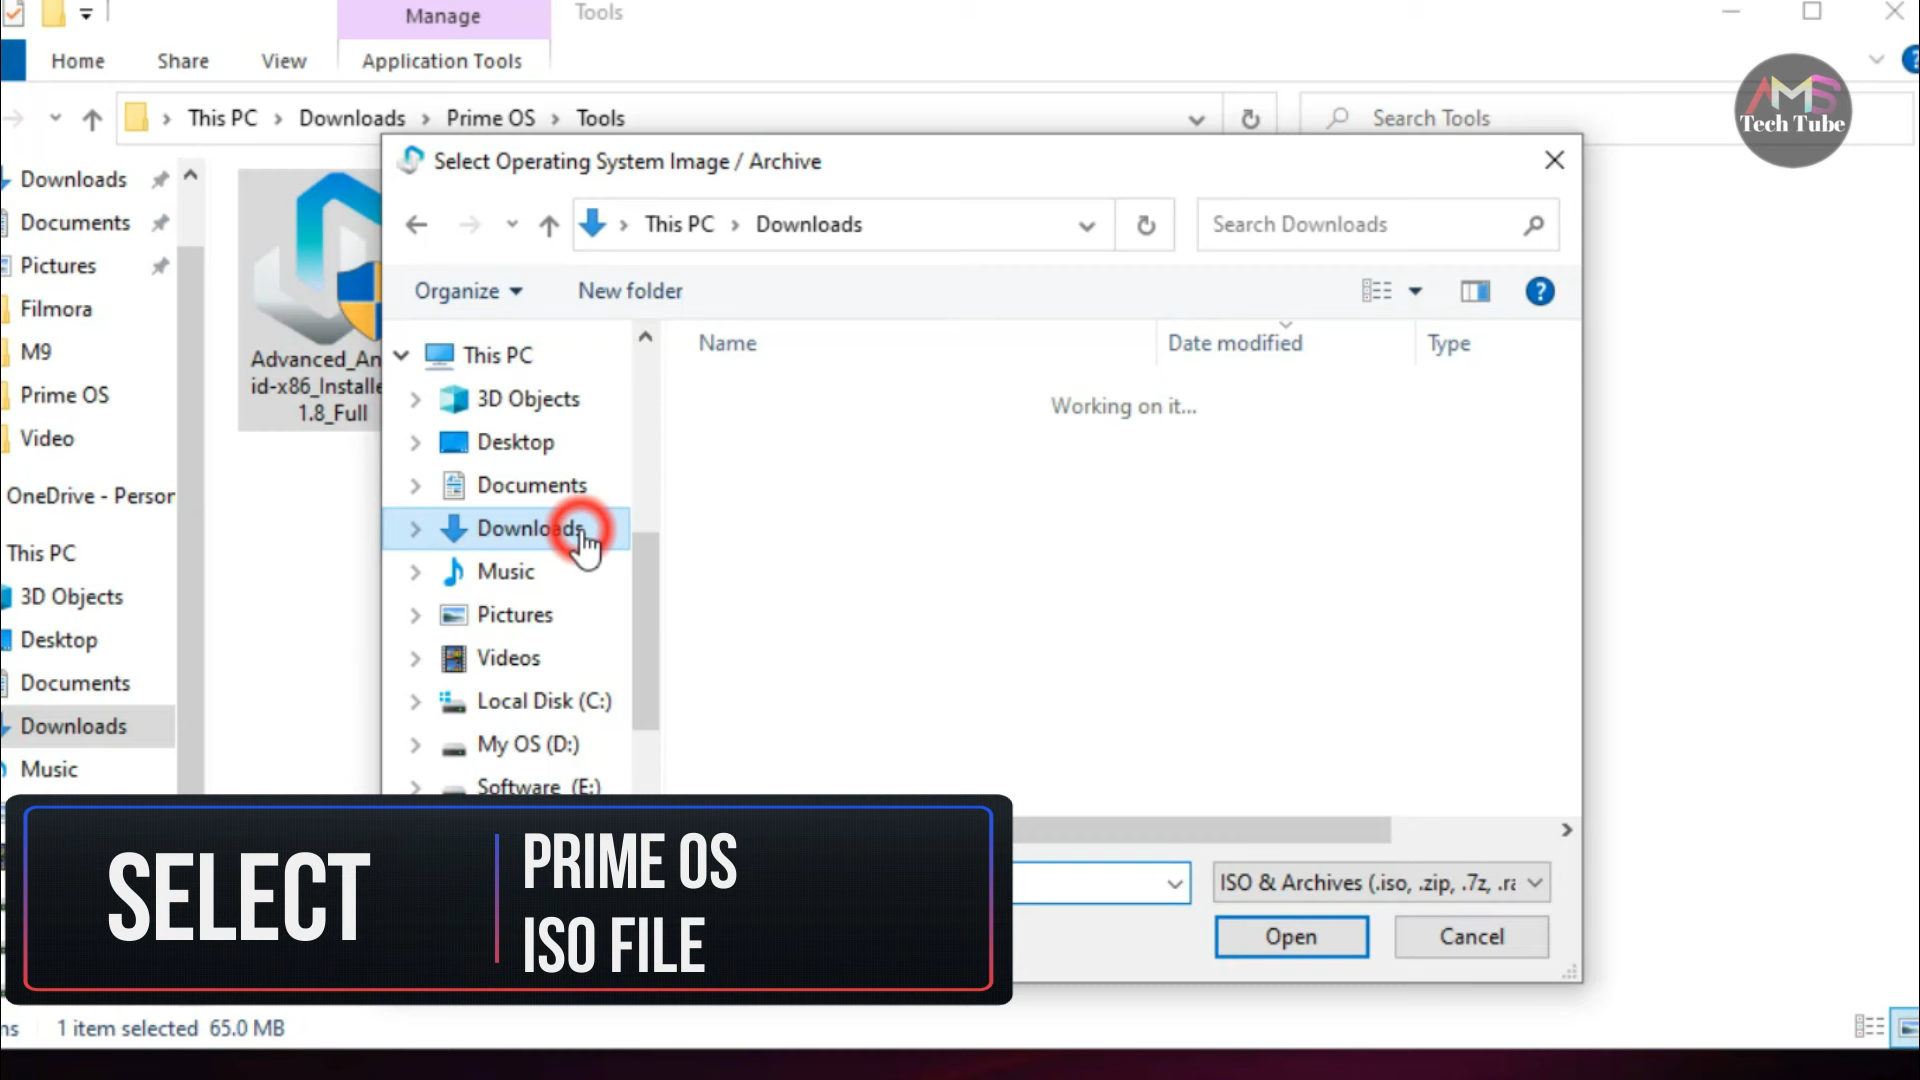 Manage
Tools
Home
Share
View
Application Tools
This PC
Downloads
Prime OS
Tools
Search Tools
AMS
Tech Tube
Downloads
Documents
Pictures
Filmora
M9
Prime OS
Video
OneDrive - Person
This PC
3D Objects
Desktop
Documents
Downloads
Music
Advanced_An
id-x86_Installe
1.8_Full
Select Operating System Image / Archive
This PC
Downloads
Search Downloads
Organize
New folder
Name
Date modified
Type
Working on it...
This PC
3D Objects
Desktop
Documents
Downloads
Music
Pictures
Videos
Local Disk (C:)
My OS (D:)
Software (E:)
ISO & Archives (.iso, .zip, .7z, .ra
Open
Cancel
SELECT
PRIME OS
ISO FILE
1 item selected 65.0 MB